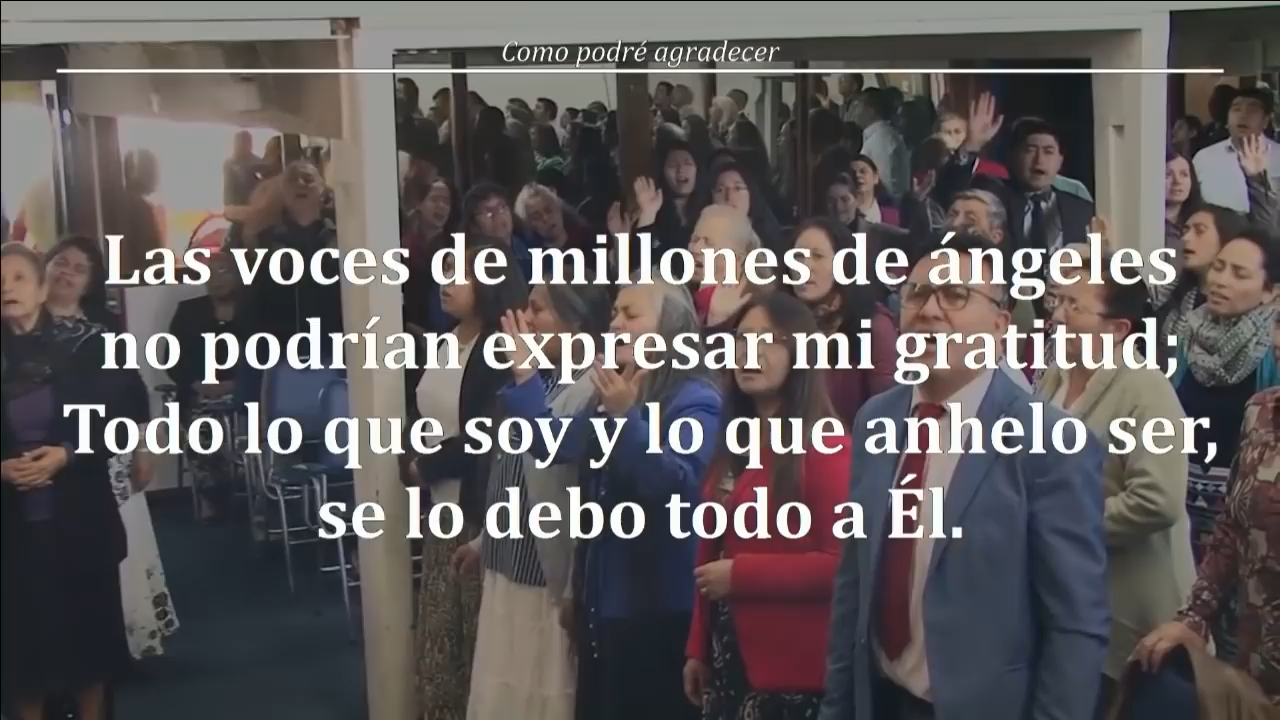 Como podré agradecer
Las voces de millones de ángeles
no podrían expresar mi gratitud;
Todo lo que soy y lo que anhelo ser,
se lo debo todo a Él.